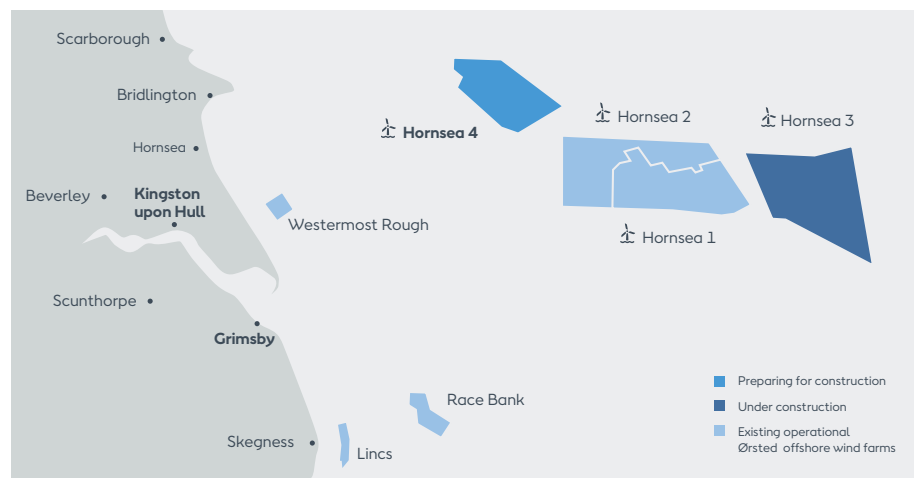 Scarborough
Bridlington
Hornsea
Beverley
Kingston
upon Hull
Scunthorpe
Grimsby
Skegness
Westermost Rough
Hornsea 4
Hornsea 2
Hornsea 3
Hornsea 1
Race Bank
Lincs
Preparing for construction
Under construction
Existing operational
Ørsted offshore wind farms